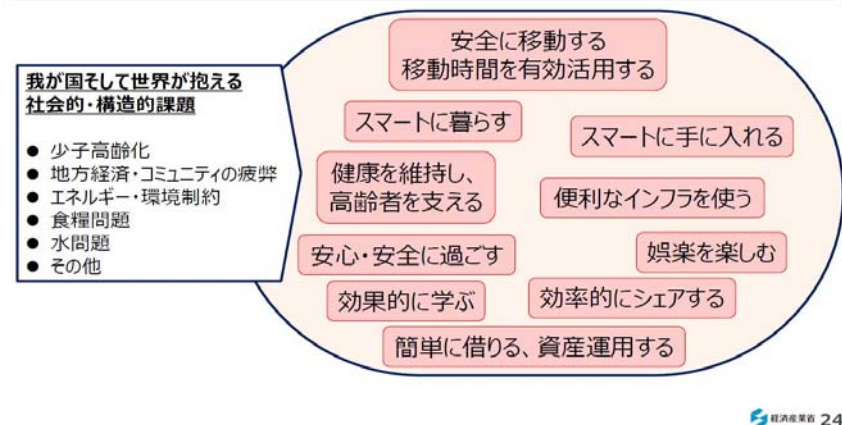 我が国そして世界が抱える
社会的・構造的課題
● 少子高齢化
● 地方経済・コミュニティの疲弊
● エネルギー・環境制約
● 食糧問題
● 水問題
● その他
安全に移動する
移動時間を有効活用する
スマートに暮らす
スマートに手に入れる
健康を維持し、
高齢者を支える
便利なインフラを使う
安心・安全に過ごす
娯楽を楽しむ
効果的に学ぶ
効率的にシェアする
簡単に借りる、資産運用する
経済産業省 24